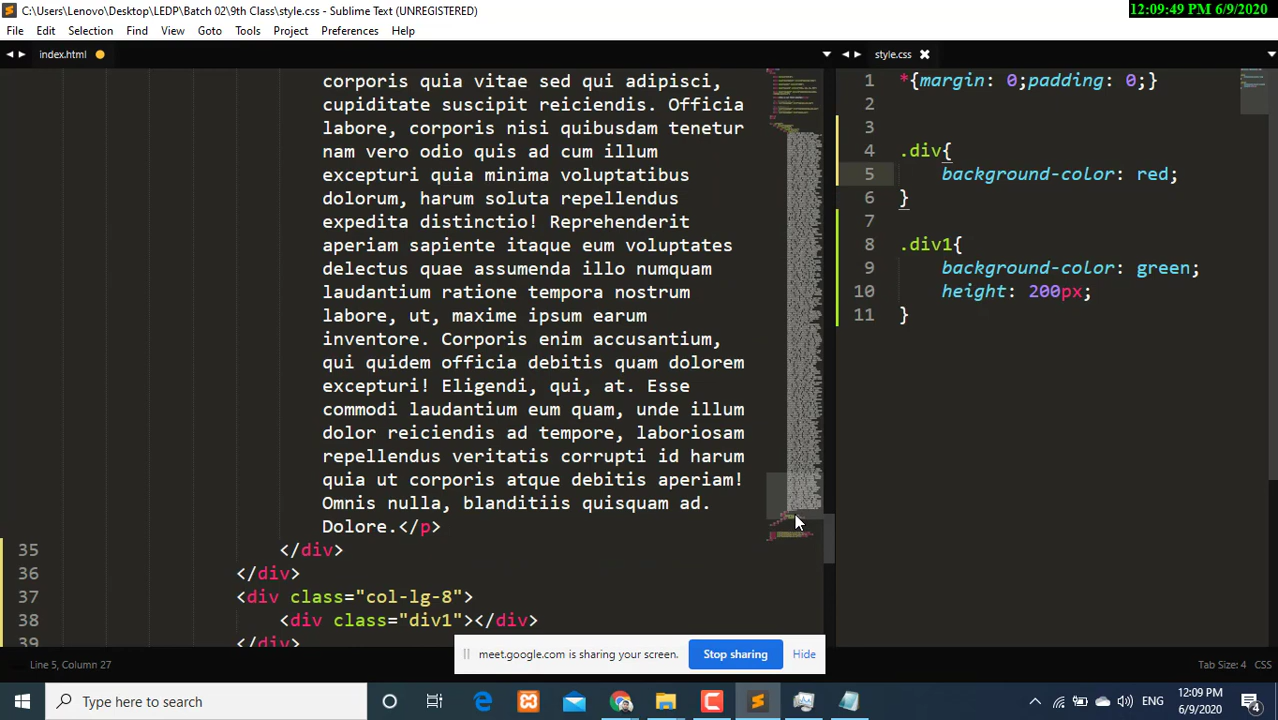 C:\Users\Lenovo\Desktop\LEDP\Batch 02\9th Class\style.css - Sublime Text (UNREGISTERED)
12:09:49 PM 6/9/2020
File Edit Selection Find View Goto Tools Project Preferences Help
index.html
corporis quia vitae sed qui adipisci,
cupiditate suscipit reiciendis. Officia
labore, corporis nisi quibusdam tenetur
nam vero odio quis ad cum illum
excepturi quia minima voluptatibus
dolorum, harum soluta repellendus
expedita distinctio! Reprehenderit
aperiam sapiente itaque eum voluptates
delectus quae assumenda illo numquam
laudantium ratione tempora nostrum
laboriosam, ut, maxime ipsum earum
inventore. Corporis enim accusantium,
qui quidem officia debitis quam dolorem
excepturi! Eligendi, qui, at. Esse
commodi laudantium eum quam, unde illum
dolor reiciendis ad tempore, laboriosam
repellendus veritatis corrupti id harum
quia ut corporis atque debitis aperiam!
Omnis nulla, blanditiis quisquam ad.
Dolore.</p>
35 </div>
36 </div>
37 <div class="col-lg-8">
38 <div class="div1"></div>
39 </div>
style.css
1 *{margin: 0;padding: 0;}
2
3
4 .div{
5 background-color: red;
6 }
7
8 .div1{
9 background-color: green;
10 height: 200px;
11 }
meet.google.com is sharing your screen. Stop sharing Hide
Line 5, Column 27
Tab Size: 4 CSS
Type here to search
ENG
12:09 PM
6/9/2020
4